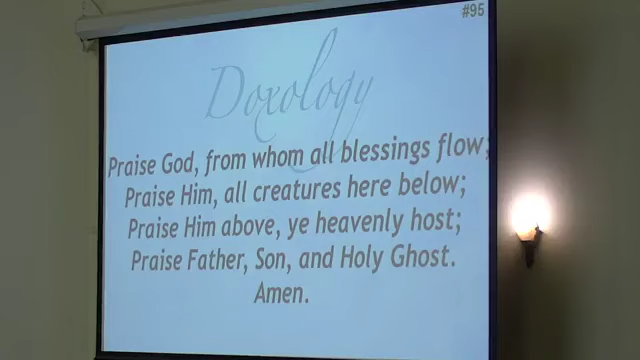 #95
Doxology
Praise God, from whom all blessings flow;
Praise Him, all creatures here below;
Praise Him above, ye heavenly host;
Praise Father, Son, and Holy Ghost.
Amen.